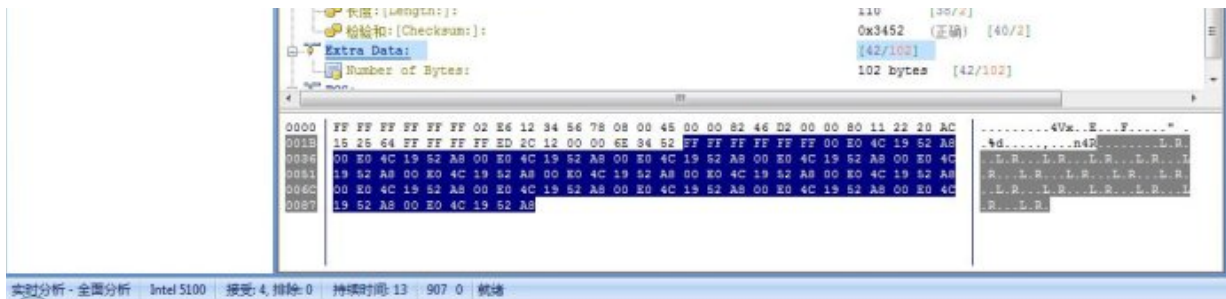 长度:[Length:]: 110 [38/2]
检验和:[Checksum:]: 0x3452 (正确) [40/2]
Extra Data: [42/102]
Number of Bytes: 102 bytes [42/102]
0000 FF FF FF FF FF FF 02 E6 12 34 56 78 08 00 45 00 00 82 46 D2 00 00 80 11 22 20 AC .........4Vx..E...F....." .
001B 15 25 64 FF FF FF FF ED 2C 12 00 00 6E 34 52 FF FF FF FF FF FF 00 E0 4C 19 52 A8 .%d.....,...n4R........L.R.
0036 00 E0 4C 19 52 A8 00 E0 4C 19 52 A8 00 E0 4C 19 52 A8 00 E0 4C 19 52 A8 00 E0 4C ..L.R...L.R...L.R...L.R...L
0051 19 52 A8 00 E0 4C 19 52 A8 00 E0 4C 19 52 A8 00 E0 4C 19 52 A8 00 E0 4C 19 52 A8 .R...L.R...L.R...L.R...L.R.
006C 00 E0 4C 19 52 A8 00 E0 4C 19 52 A8 00 E0 4C 19 52 A8 00 E0 4C 19 52 A8 00 E0 4C ..L.R...L.R...L.R...L.R...L
0087 19 52 A8 00 E0 4C 19 52 A8 .R...L.R.
实时分析 - 全面分析 Intel 5100 接受: 4, 排除: 0 持续时间: 13 907 0 就绪